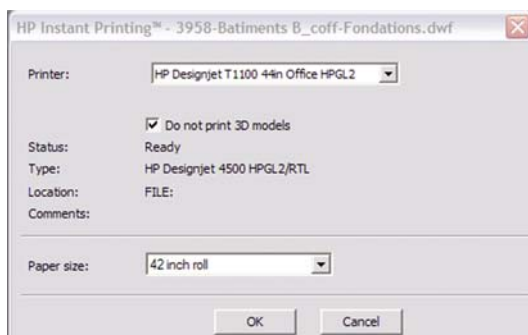 HP Instant Printing™ - 3958-Batiments B_coff-Fondations.dwf
Printer: HP Designjet T1100 44in Office HPGL2
Do not print 3D models
Status: Ready
Type: HP Designjet 4500 HPGL2/RTL
Location: FILE:
Comments:
Paper size: 42 inch roll
OK Cancel